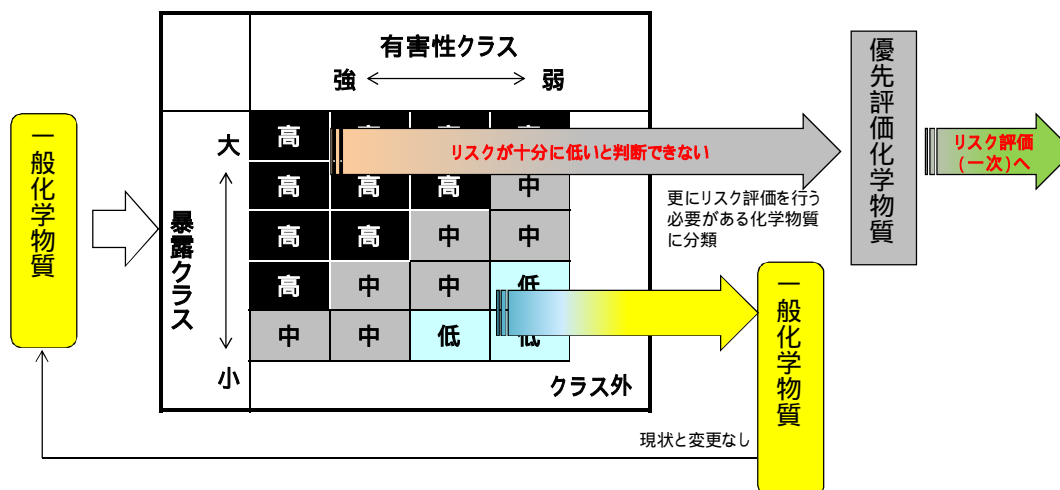 有害性クラス
強
弱
一般化学物質
暴露クラス
大
小
高
リスクが十分に低いと判断できない
高 高 高 中
高 高 中 中
高 中 中 低
中 中 低 低
クラス外
更にリスク評価を行う
必要がある化学物質
に分類
優先評価化学物質
リスク評価
(一次)へ
一般化学物質
現状と変更なし